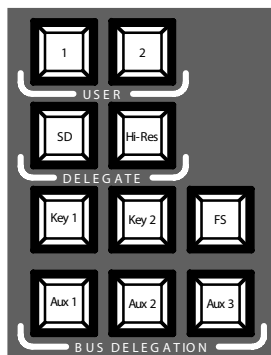 1 2
USER
SD Hi-Res
DELEGATE
Key 1 Key 2 FS
Aux 1 Aux 2 Aux 3
BUS DELEGATION